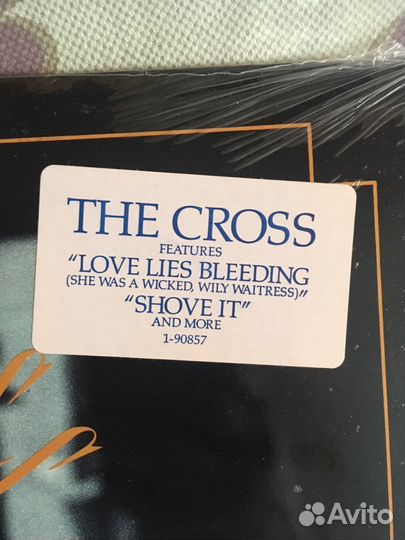 THE CROSS
FEATURES
"LOVE LIES BLEEDING
(SHE WAS A WICKED, WILY WAITRESS)"
"SHOVE IT"
AND MORE
1-90857
Avito